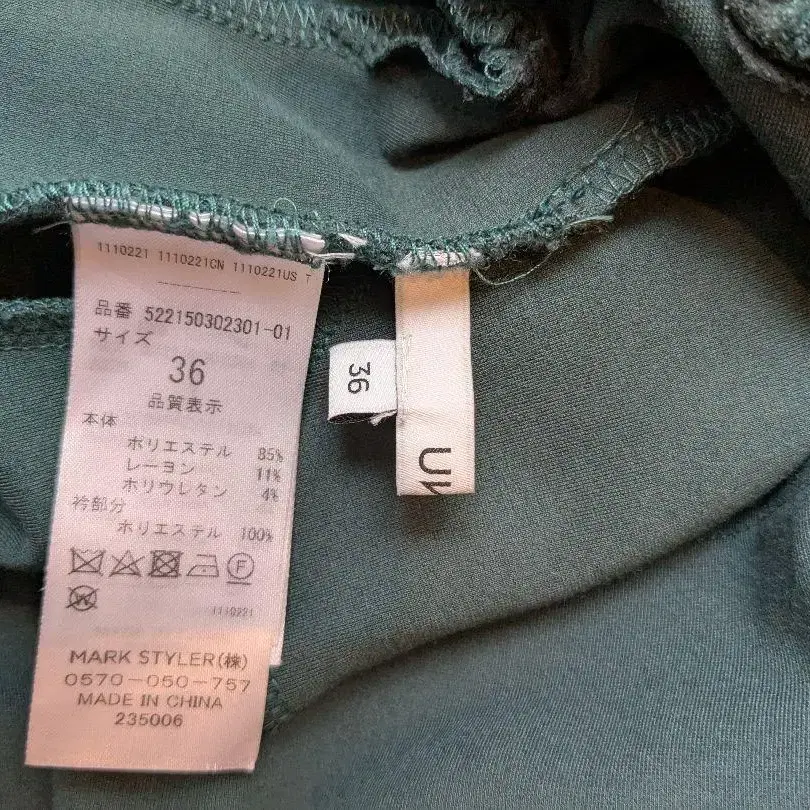 1110221 1110221CN 1110221US T
品番 522150302301-01
サイズ
36
品質表示
本体
ポリエステル 85%
レーヨン 11%
ポリウレタン 4%
衿部分
ポリエステル 100%
F
W
1110221
MARK STYLER(株)
0570-050-757
MADE IN CHINA
235006
36